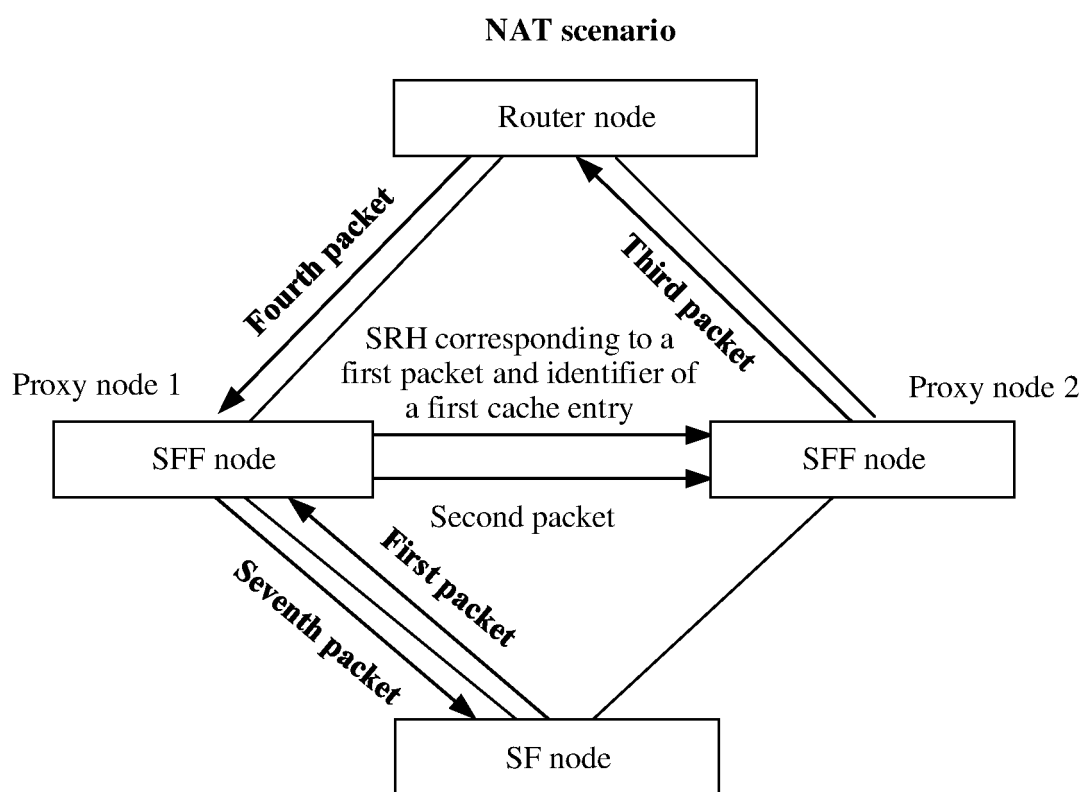 NAT scenario
Router node
Fourth packet
Third packet
SRH corresponding to a
first packet and identifier of
a first cache entry
Proxy node 1
Proxy node 2
SFF node
SFF node
Second packet
First packet
Seventh packet
SF node